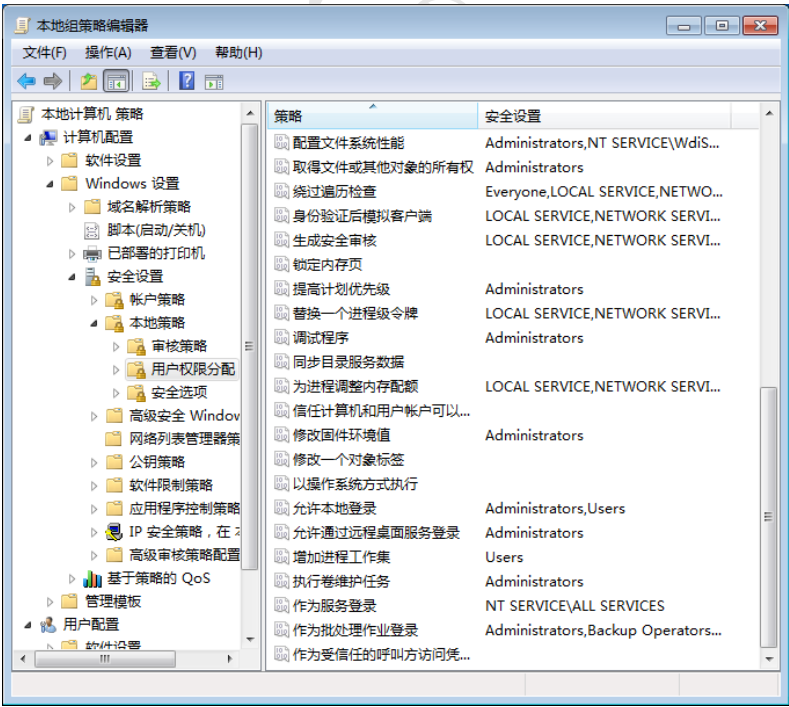 本地组策略编辑器
文件(F) 操作(A) 查看(V) 帮助(H)
本地计算机 策略
计算机配置
软件设置
Windows 设置
域名解析策略
脚本(启动/关机)
已部署的打印机
安全设置
帐户策略
本地策略
审核策略
用户权限分配
安全选项
高级安全 Window
网络列表管理器策
公钥策略
软件限制策略
应用程序控制策略
IP 安全策略，在
高级审核策略配置
基于策略的 QoS
管理模板
用户配置
软件设置
策略 安全设置
配置文件系统性能 Administrators,NT SERVICE\WdiS...
取得文件或其他对象的所有权 Administrators
绕过遍历检查 Everyone,LOCAL SERVICE,NETWO...
身份验证后模拟客户端 LOCAL SERVICE,NETWORK SERVI...
生成安全审核 LOCAL SERVICE,NETWORK SERVI...
锁定内存页
提高计划优先级 Administrators
替换一个进程级令牌 LOCAL SERVICE,NETWORK SERVI...
调试程序 Administrators
同步目录服务数据
为进程调整内存配额 LOCAL SERVICE,NETWORK SERVI...
信任计算机和用户帐户可以...
修改固件环境值 Administrators
修改一个对象标签
以操作系统方式执行
允许本地登录 Administrators,Users
允许通过远程桌面服务登录 Administrators
增加进程工作集 Users
执行卷维护任务 Administrators
作为服务登录 NT SERVICE\ALL SERVICES
作为批处理作业登录 Administrators,Backup Operators...
作为受信任的呼叫方访问凭...